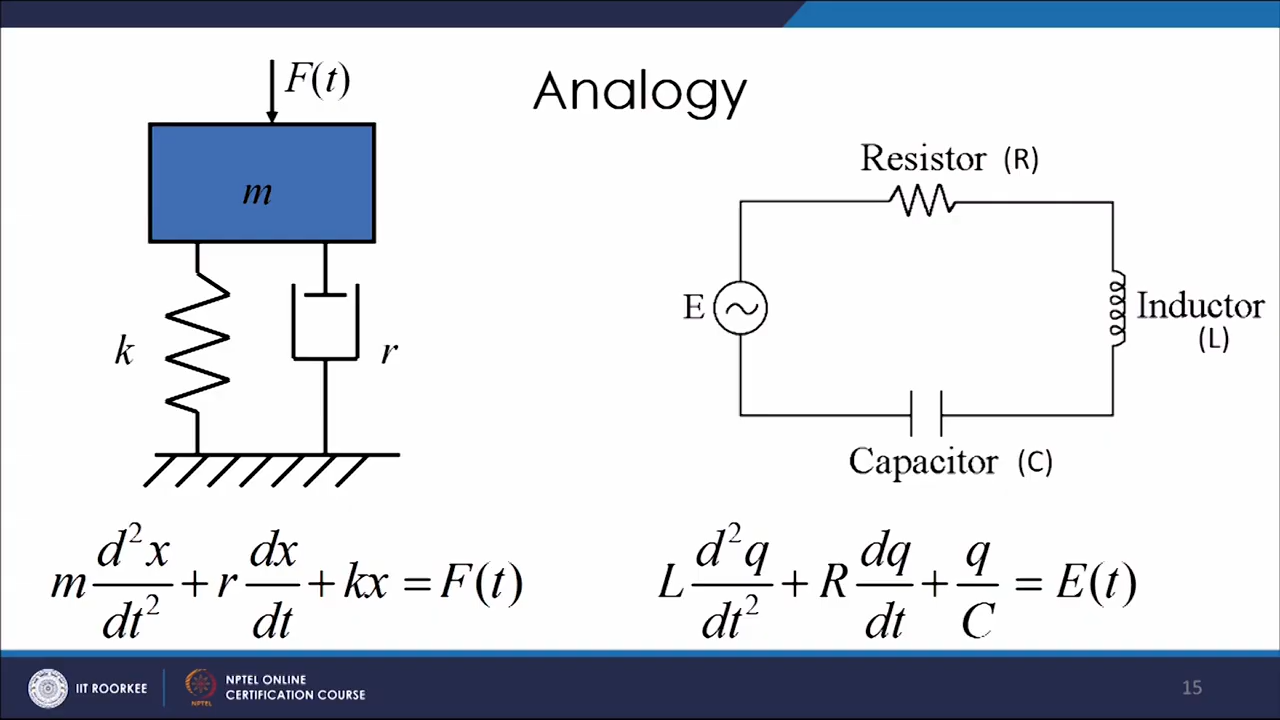 Analogy
F(t)
m
k
r
Resistor (R)
E
Inductor
(L)
Capacitor (C)
m d²x/dt² + r dx/dt + kx = F(t)
L d²q/dt² + R dq/dt + q/C = E(t)
IIT ROORKEE
NPTEL
NPTEL ONLINE
CERTIFICATION COURSE
15